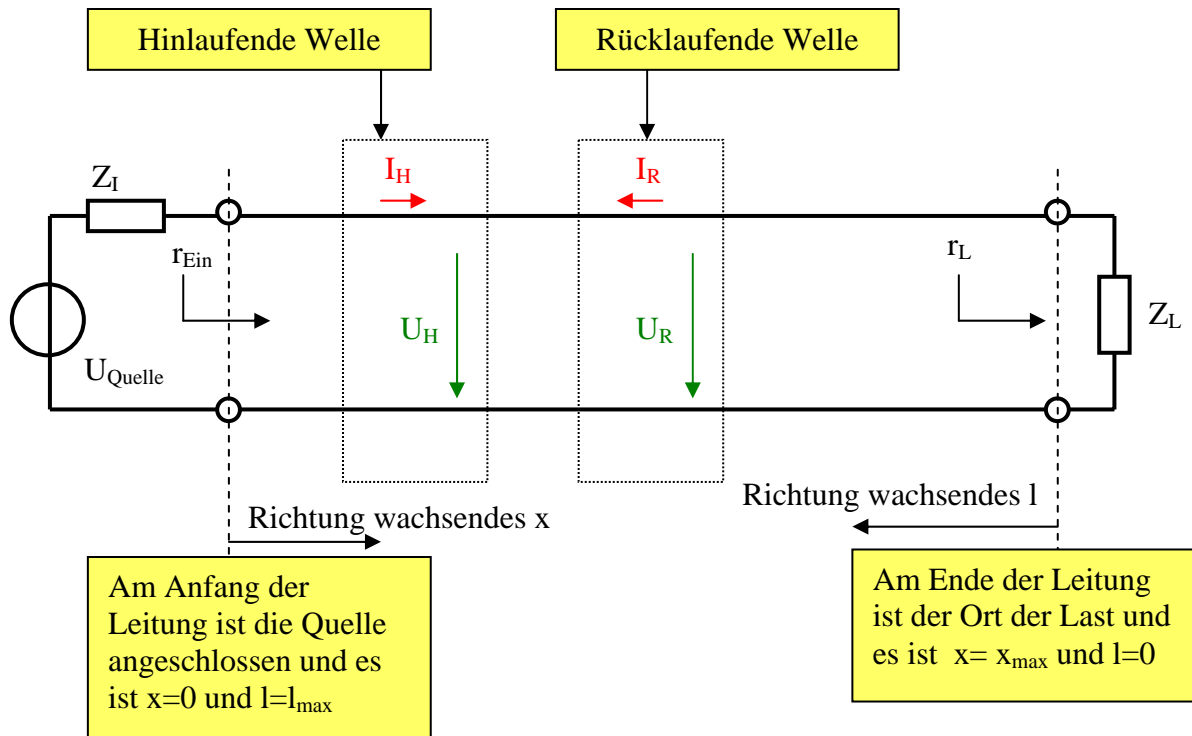 Hinlaufende Welle
Rücklaufende Welle
I_H
I_R
Z_I
r_Ein
r_L
U_H
U_R
Z_L
U_Quelle
Richtung wachsendes x
Richtung wachsendes l
Am Anfang der
Leitung ist die Quelle
angeschlossen und es
ist x=0 und l=l_max
Am Ende der Leitung
ist der Ort der Last und
es ist x= x_max und l=0